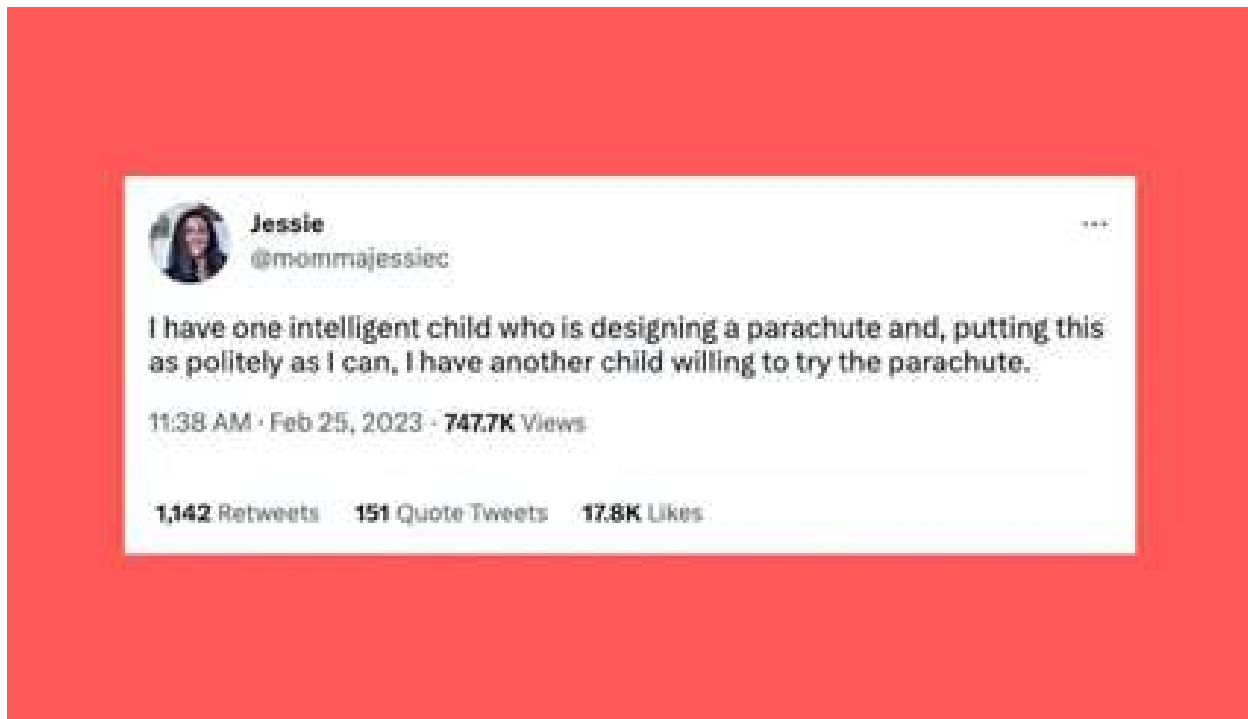 Jessie
@mommajessiec
I have one intelligent child who is designing a parachute and, putting this
as politely as I can, I have another child willing to try the parachute.
11:38 AM · Feb 25, 2023 · 747.7K Views
1,142 Retweets 151 Quote Tweets 17.8K Likes